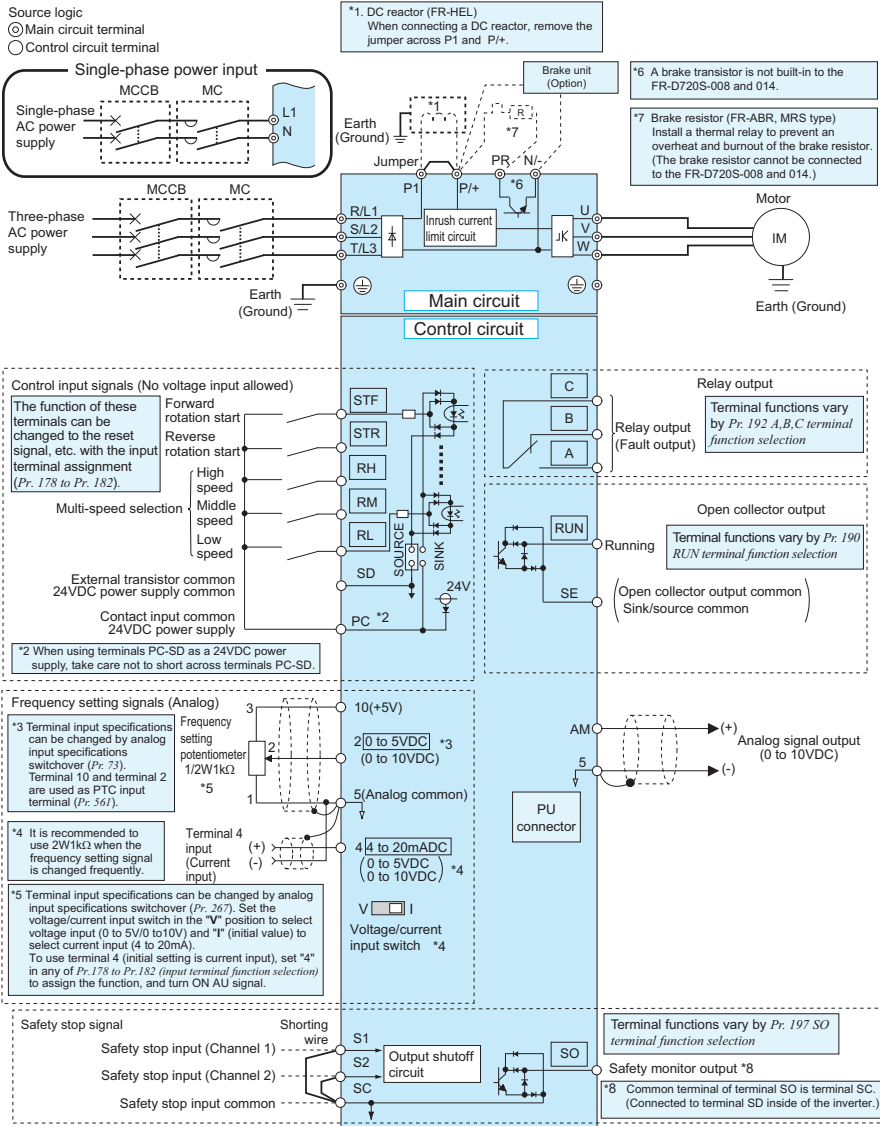 Source logic
Main circuit terminal
Control circuit terminal
*1. DC reactor (FR-HEL)
When connecting a DC reactor, remove the
jumper across P1 and P/+.
Single-phase power input
MCCB
MC
Single-phase
AC power
supply
L1
N
Brake unit
(Option)
*6 A brake transistor is not built-in to the
FR-D720S-008 and 014.
*7 Brake resistor (FR-ABR, MRS type)
Install a thermal relay to prevent an
overheat and burnout of the brake resistor.
(The brake resistor cannot be connected
to the FR-D720S-008 and 014.)
*1
Earth
(Ground)
R
*7
Jumper
P1
P/+
PR
*6
N/-
MCCB
MC
Three-phase
AC power
supply
R/L1
S/L2
T/L3
Inrush current
limit circuit
U
V
W
Motor
IM
Earth
(Ground)
Earth (Ground)
Main circuit
Control circuit
Control input signals (No voltage input allowed)
The function of these
terminals can be
changed to the reset
signal, etc. with the input
terminal assignment
(Pr. 178 to Pr. 182).
Forward
rotation start
Reverse
rotation start
Multi-speed selection
High
speed
Middle
speed
Low
speed
STF
STR
RH
RM
RL
SOURCE
SINK
SD
External transistor common
24VDC power supply common
24V
Contact input common
24VDC power supply
PC *2
*2 When using terminals PC-SD as a 24VDC power
supply, take care not to short across terminals PC-SD.
C
B
A
Relay output
Relay output
(Fault output)
Terminal functions vary
by Pr. 192 A,B,C terminal
function selection
Open collector output
RUN
Running
Terminal functions vary by Pr. 190
RUN terminal function selection
SE
(Open collector output common
Sink/source common)
Frequency setting signals (Analog)
*3 Terminal input specifications
can be changed by analog
input specifications
switchover (Pr. 73).
Terminal 10 and terminal 2
are used as PTC input
terminal (Pr. 561).
Frequency
setting
potentiometer
1/2W1kΩ
*5
3
2
1
10(+5V)
2 0 to 5VDC *3
(0 to 10VDC)
5(Analog common)
*4 It is recommended to
use 2W1kΩ when the
frequency setting signal
is changed frequently.
Terminal 4
input
(Current
input)
(+)
(-)
4 4 to 20mADC
(0 to 5VDC
0 to 10VDC) *4
V I
Voltage/current
input switch *4
*5 Terminal input specifications can be changed by analog
input specifications switchover (Pr. 267). Set the
voltage/current input switch in the "V" position to select
voltage input (0 to 5V/0 to10V) and "I" (initial value) to
select current input (4 to 20mA).
To use terminal 4 (initial setting is current input), set "4"
in any of Pr.178 to Pr.182 (input terminal function selection)
to assign the function, and turn ON AU signal.
AM
(+)
Analog signal output
(0 to 10VDC)
5
(-)
PU
connector
Safety stop signal
Shorting
wire
Safety stop input (Channel 1)
Safety stop input (Channel 2)
Safety stop input common
S1
S2
SC
Output shutoff
circuit
SO
Terminal functions vary by Pr. 197 SO
terminal function selection
Safety monitor output *8
*8 Common terminal of terminal SO is terminal SC.
(Connected to terminal SD inside of the inverter.)